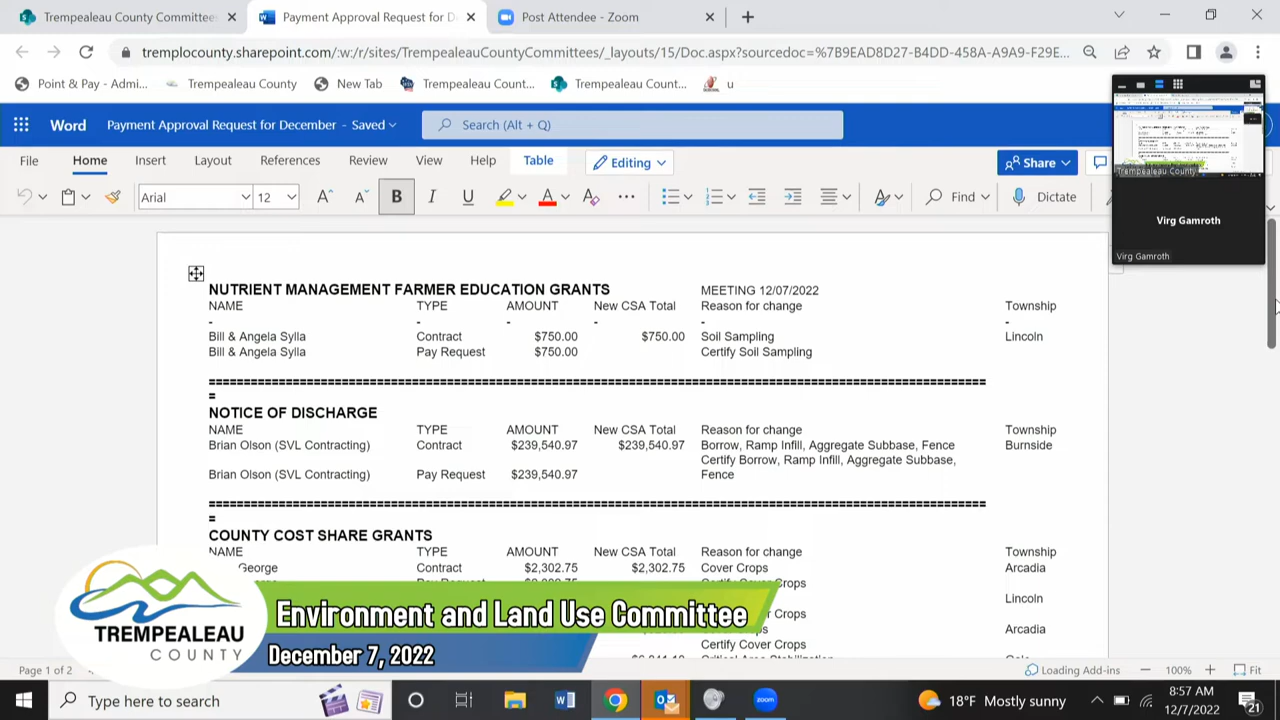 Trempealeau County Committee
Payment Approval Request for D
Post Attendee - Zoom
templocounty.sharepoint.com/:w:/r/sites/TrempealeauCountyCommittees/_layouts/15/Doc.aspx?sourcedoc=%7B9EAD8D27-B4DD-458A-A9A9-F29E...
Point & Pay - Admi...
Trempealeau County
New Tab
Trempealeau Coun...
Trempealeau Count...
u
Word
Payment Approval Request for December - Saved
Search (Alt + Q)
File Home Insert Layout References Review View Help Table Editing Share
Arial 12 A A B I U Find Dictate
Trempealeau County
Virg Gamroth
Virg Gamroth
NUTRIENT MANAGEMENT FARMER EDUCATION GRANTS MEETING 12/07/2022
NAME TYPE AMOUNT New CSA Total Reason for change Township
- - - - - -
Bill & Angela Sylla Contract $750.00 $750.00 Soil Sampling Lincoln
Bill & Angela Sylla Pay Request $750.00 Certify Soil Sampling
NOTICE OF DISCHARGE
NAME TYPE AMOUNT New CSA Total Reason for change Township
Brian Olson (SVL Contracting) Contract $239,540.97 $239,540.97 Borrow, Ramp Infill, Aggregate Subbase, Fence Burnside
Certify Borrow, Ramp Infill, Aggregate Subbase,
Brian Olson (SVL Contracting) Pay Request $239,540.97 Fence
COUNTY COST SHARE GRANTS
NAME TYPE AMOUNT New CSA Total Reason for change Township
George Contract $2,302.75 $2,302.75 Cover Crops Arcadia
Crops
Lincoln
Crops
Arcadia
Certify Cover Crops
TREMPEALEAU
COUNTY
Environment and Land Use Committee
December 7, 2022
Page 1 of 2
Loading Add-ins
100%
Fit
Type here to search
18°F Mostly sunny
8:57 AM
12/7/2022
21